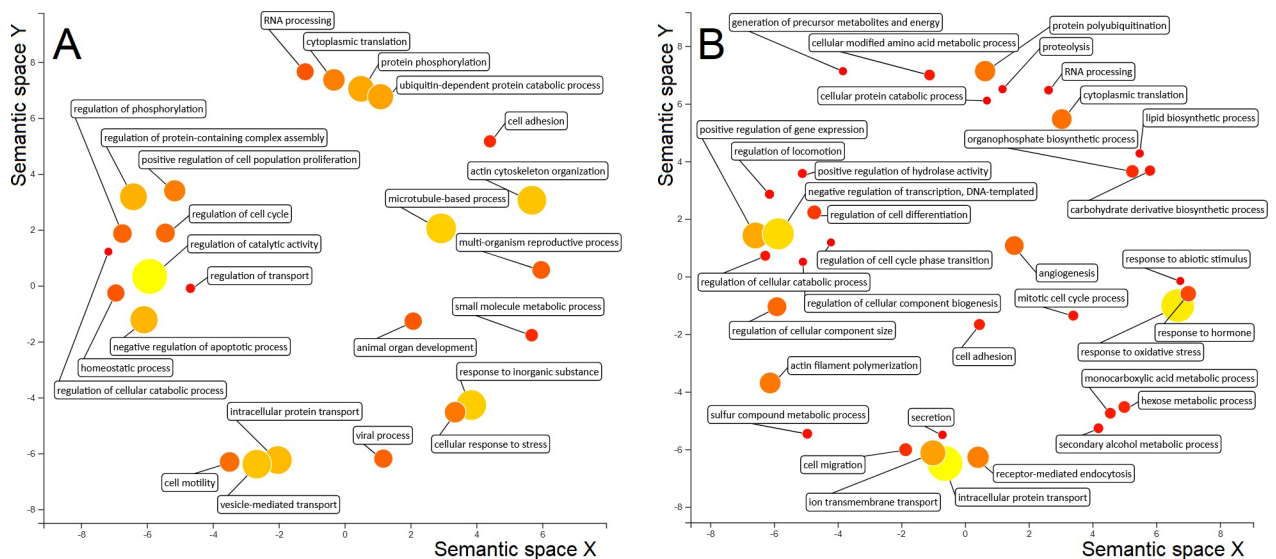 A
Semantic space Y
RNA processing
cytoplasmic translation
protein phosphorylation
ubiquitin-dependent protein catabolic process
regulation of phosphorylation
cell adhesion
regulation of protein-containing complex assembly
positive regulation of cell population proliferation
actin cytoskeleton organization
microtubule-based process
regulation of cell cycle
regulation of catalytic activity
multi-organism reproductive process
regulation of transport
small molecule metabolic process
negative regulation of apoptotic process
animal organ development
homeostatic process
response to inorganic substance
regulation of cellular catabolic process
intracellular protein transport
viral process
cellular response to stress
cell motility
vesicle-mediated transport
8
6
4
2
0
-2
-4
-6
-8
-8
-6
-4
-2
0
2
4
6
8
Semantic space X
B
Semantic space Y
generation of precursor metabolites and energy
protein polyubiquitination
cellular modified amino acid metabolic process
proteolysis
RNA processing
cellular protein catabolic process
cytoplasmic translation
lipid biosynthetic process
positive regulation of gene expression
organophosphate biosynthetic process
regulation of locomotion
positive regulation of hydrolase activity
negative regulation of transcription, DNA-templated
carbohydrate derivative biosynthetic process
regulation of cell differentiation
regulation of cell cycle phase transition
response to abiotic stimulus
angiogenesis
regulation of cellular catabolic process
mitotic cell cycle process
regulation of cellular component biogenesis
regulation of cellular component size
response to hormone
response to oxidative stress
cell adhesion
actin filament polymerization
monocarboxylic acid metabolic process
hexose metabolic process
sulfur compound metabolic process
secretion
secondary alcohol metabolic process
cell migration
receptor-mediated endocytosis
ion transmembrane transport
intracellular protein transport
8
6
4
2
0
-2
-4
-6
-8
-8
-6
-4
-2
0
2
4
6
8
Semantic space X